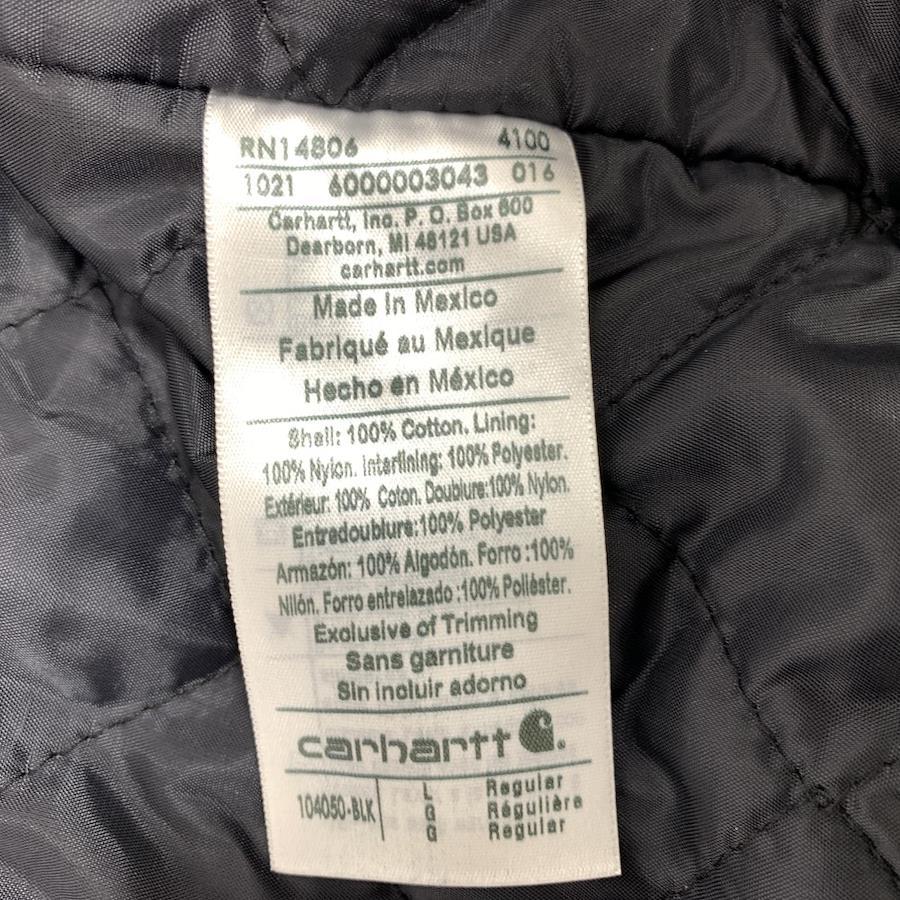 RN14806 4100
1021 6000003043 016
Carhartt, Inc. P. O. Box 600
Dearborn, MI 48121 USA
carhartt.com
Made in Mexico
Fabriqué au Mexique
Hecho en México
Shell: 100% Cotton. Lining:
100% Nylon. Interlining: 100% Polyester.
Extérieur: 100% Coton. Doublure:100% Nylon.
Entredoublure:100% Polyester
Armazón: 100% Algodón. Forro :100%
Nilón. Forro entrelazado :100% Poliéster.
Exclusive of Trimming
Sans garniture
Sin incluir adorno
carhartt
104050-BLK
L Regular
G Régulière
G Regular